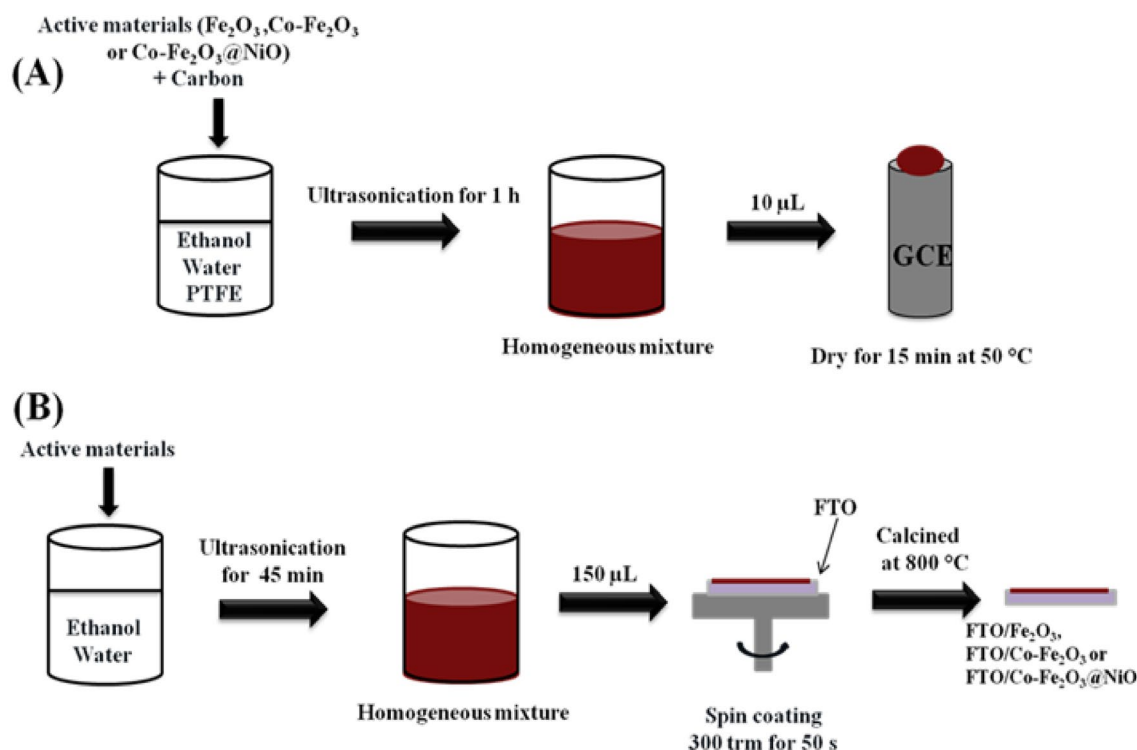 Active materials (Fe₂O₃,Co-Fe₂O₃
or Co-Fe₂O₃@NiO)
+ Carbon
(A)
Ethanol
Water
PTFE
Ultrasonication for 1 h
Homogeneous mixture
10 µL
GCE
Dry for 15 min at 50 °C
(B)
Active materials
Ethanol
Water
Ultrasonication
for 45 min
Homogeneous mixture
150 µL
FTO
Spin coating
300 trm for 50 s
Calcined
at 800 °C
FTO/Fe₂O₃,
FTO/Co-Fe₂O₃ or
FTO/Co-Fe₂O₃@NiO